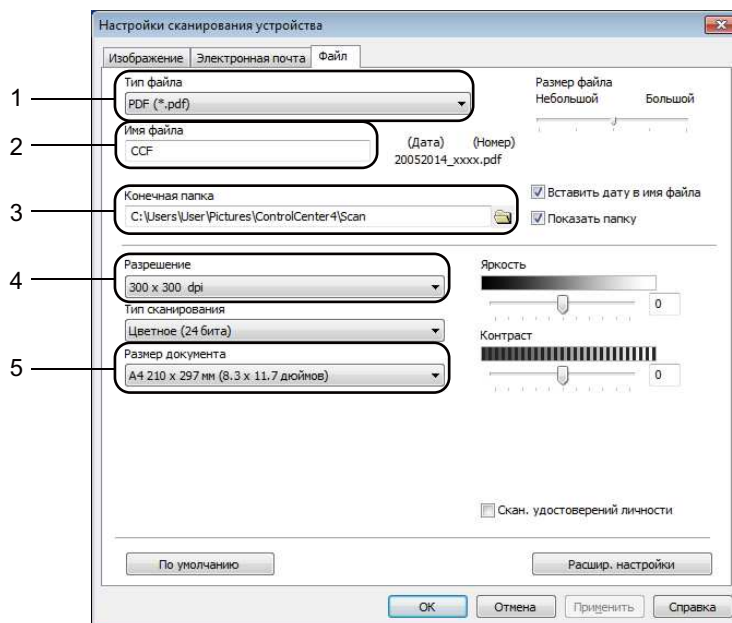 Настройки сканирования устройства
Изображение Электронная почта Файл
1
Тип файла
PDF (*.pdf)
Размер файла
Небольшой Большой
2
Имя файла
CCF
(Дата) (Номер)
20052014_xxxx.pdf
3
Конечная папка
C:\Users\User\Pictures\ControlCenter4\Scan
Вставить дату в имя файла
Показать папку
4
Разрешение
300 x 300 dpi
Тип сканирования
Цветное (24 бита)
5
Размер документа
A4 210 x 297 мм (8.3 x 11.7 дюймов)
Яркость
0
Контраст
0
Скан. удостоверений личности
По умолчанию Расшир. настройки
OK Отмена Применить Справка